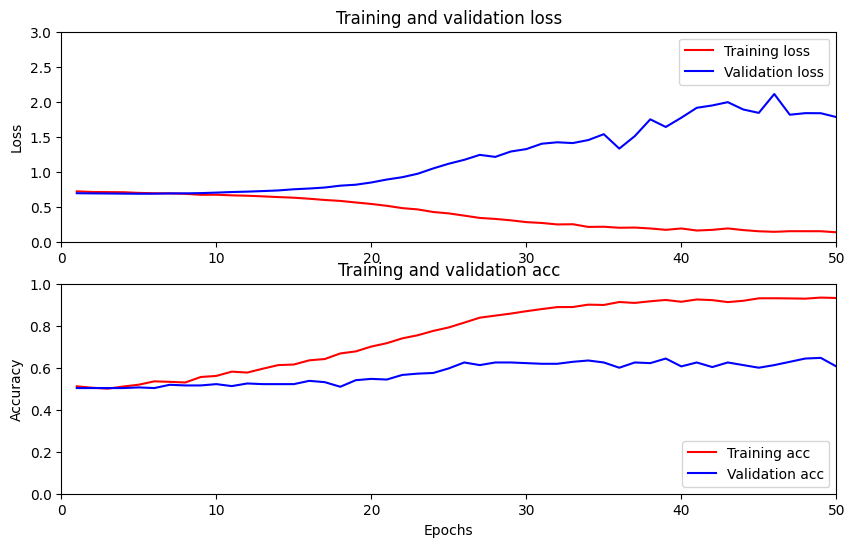 Training and validation loss
3.0
2.5
2.0
1.5
1.0
0.5
0.0
Loss
Training loss
Validation loss
0 10 20 30 40 50
Training and validation acc
1.0
0.8
0.6
0.4
0.2
0.0
Accuracy
Training acc
Validation acc
0 10 20 30 40 50
Epochs